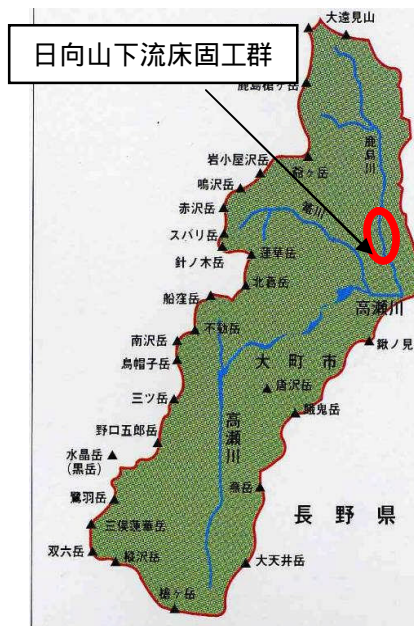 大遠見山
日向山下流床固工群
鹿島槍ヶ岳
鹿島川
岩小屋沢岳
爺ヶ岳
鳴沢岳
赤沢岳
篭川
スバリ岳
蓮華岳
針ノ木岳
北葛岳
船窪岳
高瀬川
不動岳
南沢岳
鍬ノ見
烏帽子岳
大町市
唐沢岳
三ツ岳
餓鬼岳
野口五郎岳
高瀬川
水晶岳
(黒岳)
燕岳
鷲羽岳
長野県
三俣蓮華岳
双六岳
樅沢岳
大天井岳
槍ヶ岳